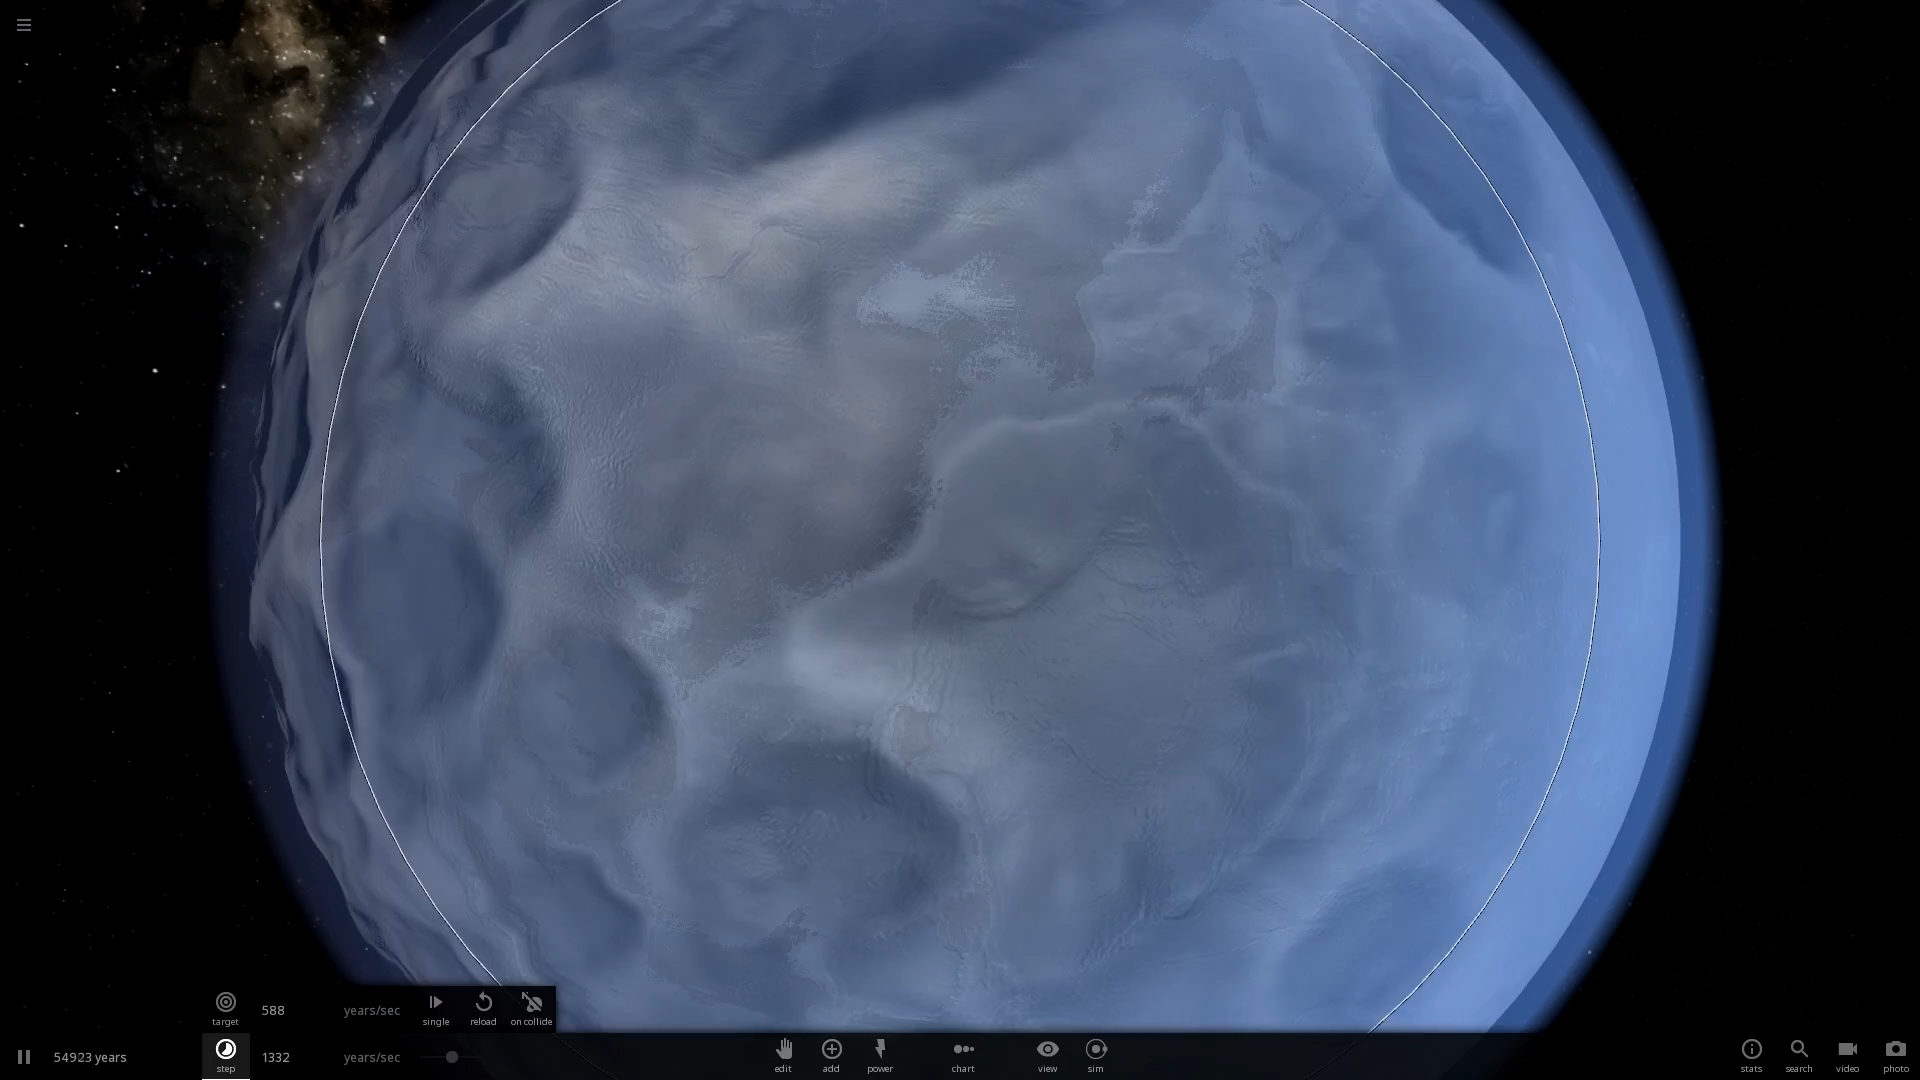 target 588 years/sec single reload on collide
54923 years step 1332 years/sec edit add power chart view sim stats search video photo